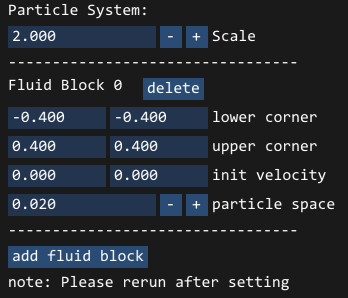 Particle System:
2.000 - + Scale
--------------------------------
Fluid Block 0 delete
-0.400 -0.400 lower corner
0.400 0.400 upper corner
0.000 0.000 init velocity
0.020 - + particle space
--------------------------------
add fluid block
note: Please rerun after setting